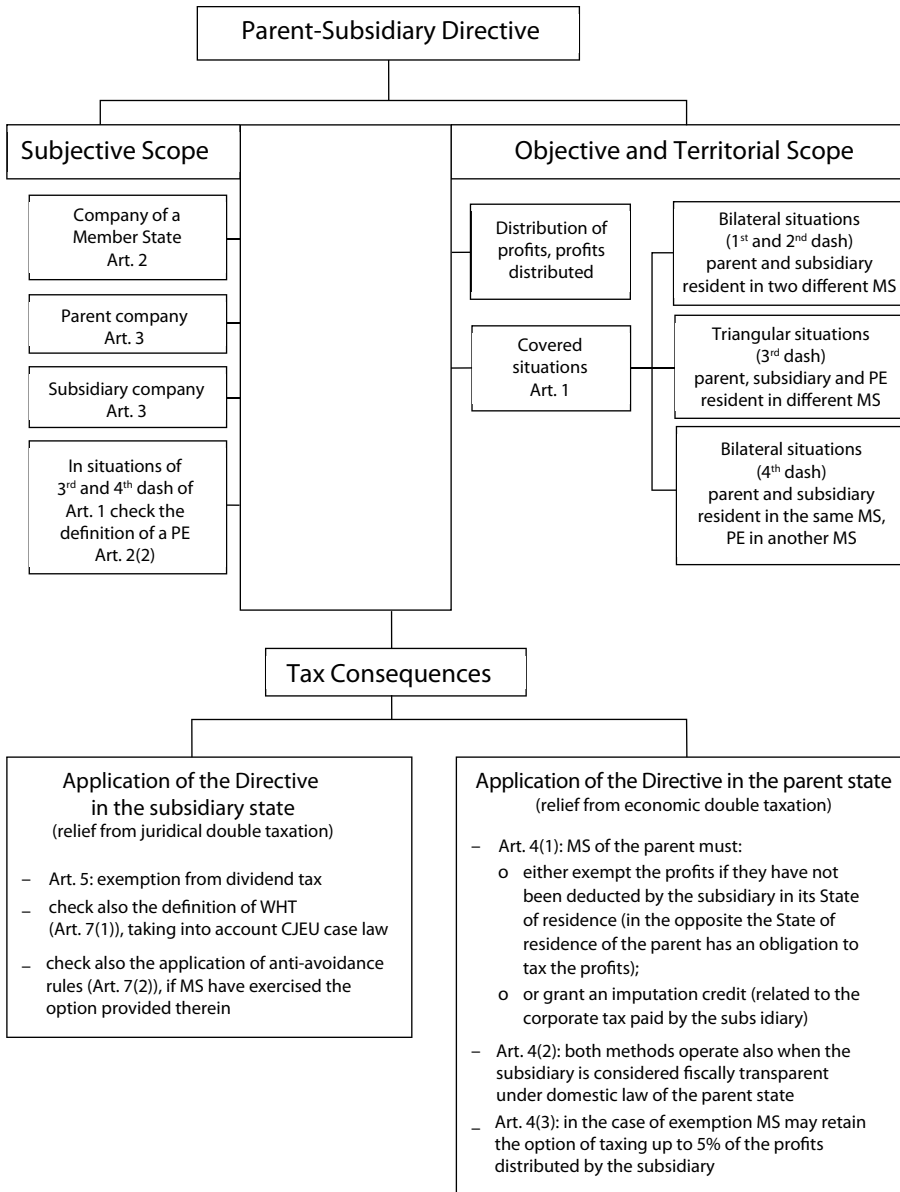 Parent-Subsidiary Directive
Subjective Scope
Company of a
Member State
Art. 2
Parent company
Art. 3
Subsidiary company
Art. 3
In situations of
3rd and 4th dash of
Art. 1 check the
definition of a PE
Art. 2(2)
Objective and Territorial Scope
Distribution of
profits, profits
distributed
Covered
situations
Art. 1
Bilateral situations
(1st and 2nd dash)
parent and subsidiary
resident in two different MS
Triangular situations
(3rd dash)
parent, subsidiary and PE
resident in different MS
Bilateral situations
(4th dash)
parent and subsidiary
resident in the same MS,
PE in another MS
Tax Consequences
Application of the Directive
in the subsidiary state
(relief from juridical double taxation)
– Art. 5: exemption from dividend tax
– check also the definition of WHT
(Art. 7(1)), taking into account CJEU case law
– check also the application of anti-avoidance
rules (Art. 7(2)), if MS have exercised the
option provided therein
Application of the Directive in the parent state
(relief from economic double taxation)
– Art. 4(1): MS of the parent must:
o either exempt the profits if they have not
been deducted by the subsidiary in its State
of residence (in the opposite the State of
residence of the parent has an obligation to
tax the profits);
o or grant an imputation credit (related to the
corporate tax paid by the subs idiary)
– Art. 4(2): both methods operate also when the
subsidiary is considered fiscally transparent
under domestic law of the parent state
– Art. 4(3): in the case of exemption MS may retain
the option of taxing up to 5% of the profits
distributed by the subsidiary